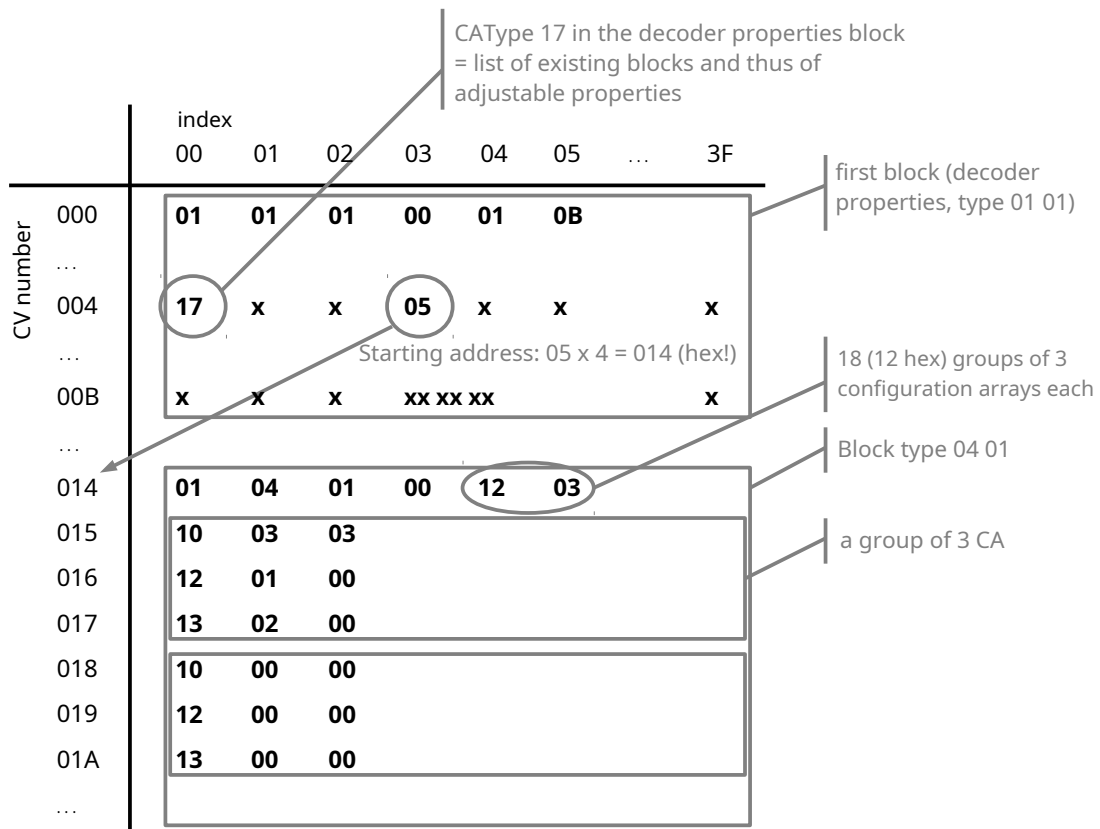 CAType 17 in the decoder properties block
= list of existing blocks and thus of
adjustable properties
index
00 01 02 03 04 05 ... 3F
first block (decoder
properties, type 01 01)
CV number
000 01 01 01 00 01 0B
...
004 17 x x 05 x x x
... Starting address: 05 x 4 = 014 (hex!)
18 (12 hex) groups of 3
configuration arrays each
00B x x x xx xx xx x
...
Block type 04 01
014 01 04 01 00 12 03
015 10 03 03
a group of 3 CA
016 12 01 00
017 13 02 00
018 10 00 00
019 12 00 00
01A 13 00 00
...